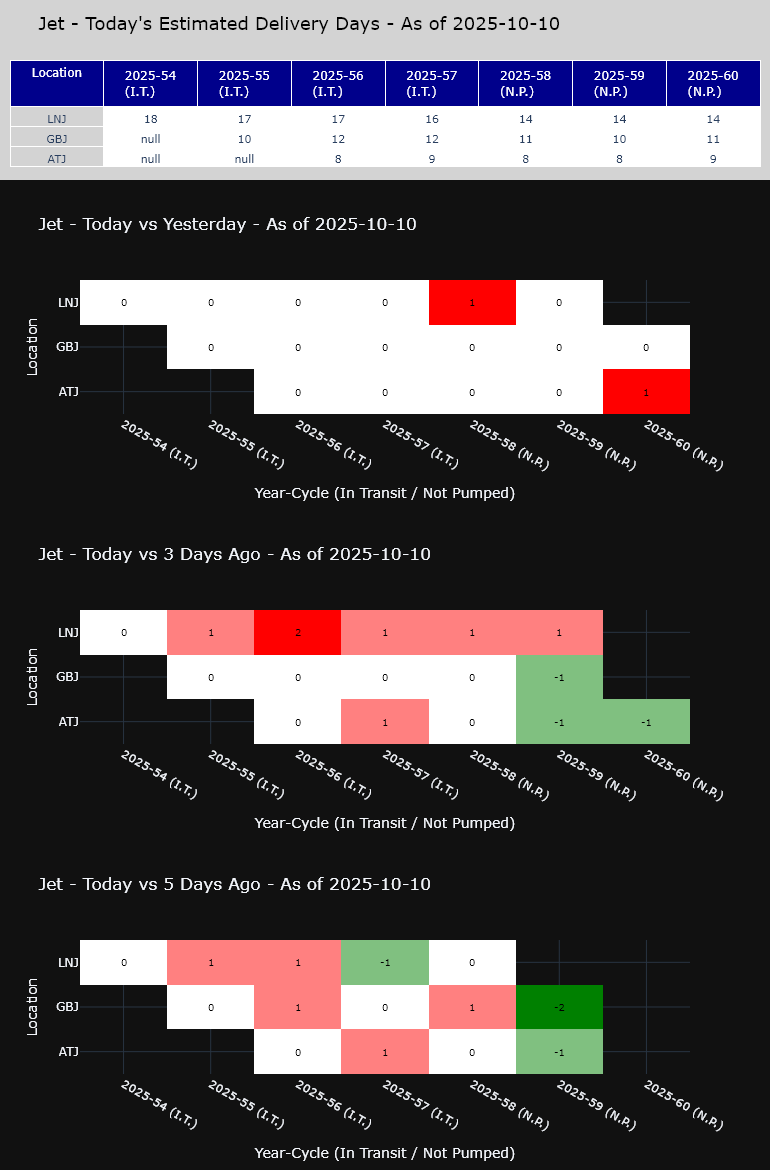 Jet - Today's Estimated Delivery Days - As of 2025-10-10
Location 2025-54 (I.T.) 2025-55 (I.T.) 2025-56 (I.T.) 2025-57 (I.T.) 2025-58 (N.P.) 2025-59 (N.P.) 2025-60 (N.P.)
LNJ 18 17 17 16 14 14 14
GBJ null 10 12 12 11 10 11
ATJ null null 8 9 8 8 9
Jet - Today vs Yesterday - As of 2025-10-10
Location
LNJ 0 0 0 0 1 0
GBJ 0 0 0 0 0 0
ATJ 0 0 0 0 1
2025-54 (I.T.) 2025-55 (I.T.) 2025-56 (I.T.) 2025-57 (I.T.) 2025-58 (N.P.) 2025-59 (N.P.) 2025-60 (N.P.)
Year-Cycle (In Transit / Not Pumped)
Jet - Today vs 3 Days Ago - As of 2025-10-10
Location
LNJ 0 1 2 1 1 1
GBJ 0 0 0 0 -1
ATJ 0 1 0 -1 -1
2025-54 (I.T.) 2025-55 (I.T.) 2025-56 (I.T.) 2025-57 (I.T.) 2025-58 (N.P.) 2025-59 (N.P.) 2025-60 (N.P.)
Year-Cycle (In Transit / Not Pumped)
Jet - Today vs 5 Days Ago - As of 2025-10-10
Location
LNJ 0 1 1 -1 0
GBJ 0 1 0 1 -2
ATJ 0 1 0 -1
2025-54 (I.T.) 2025-55 (I.T.) 2025-56 (I.T.) 2025-57 (I.T.) 2025-58 (N.P.) 2025-59 (N.P.) 2025-60 (N.P.)
Year-Cycle (In Transit / Not Pumped)